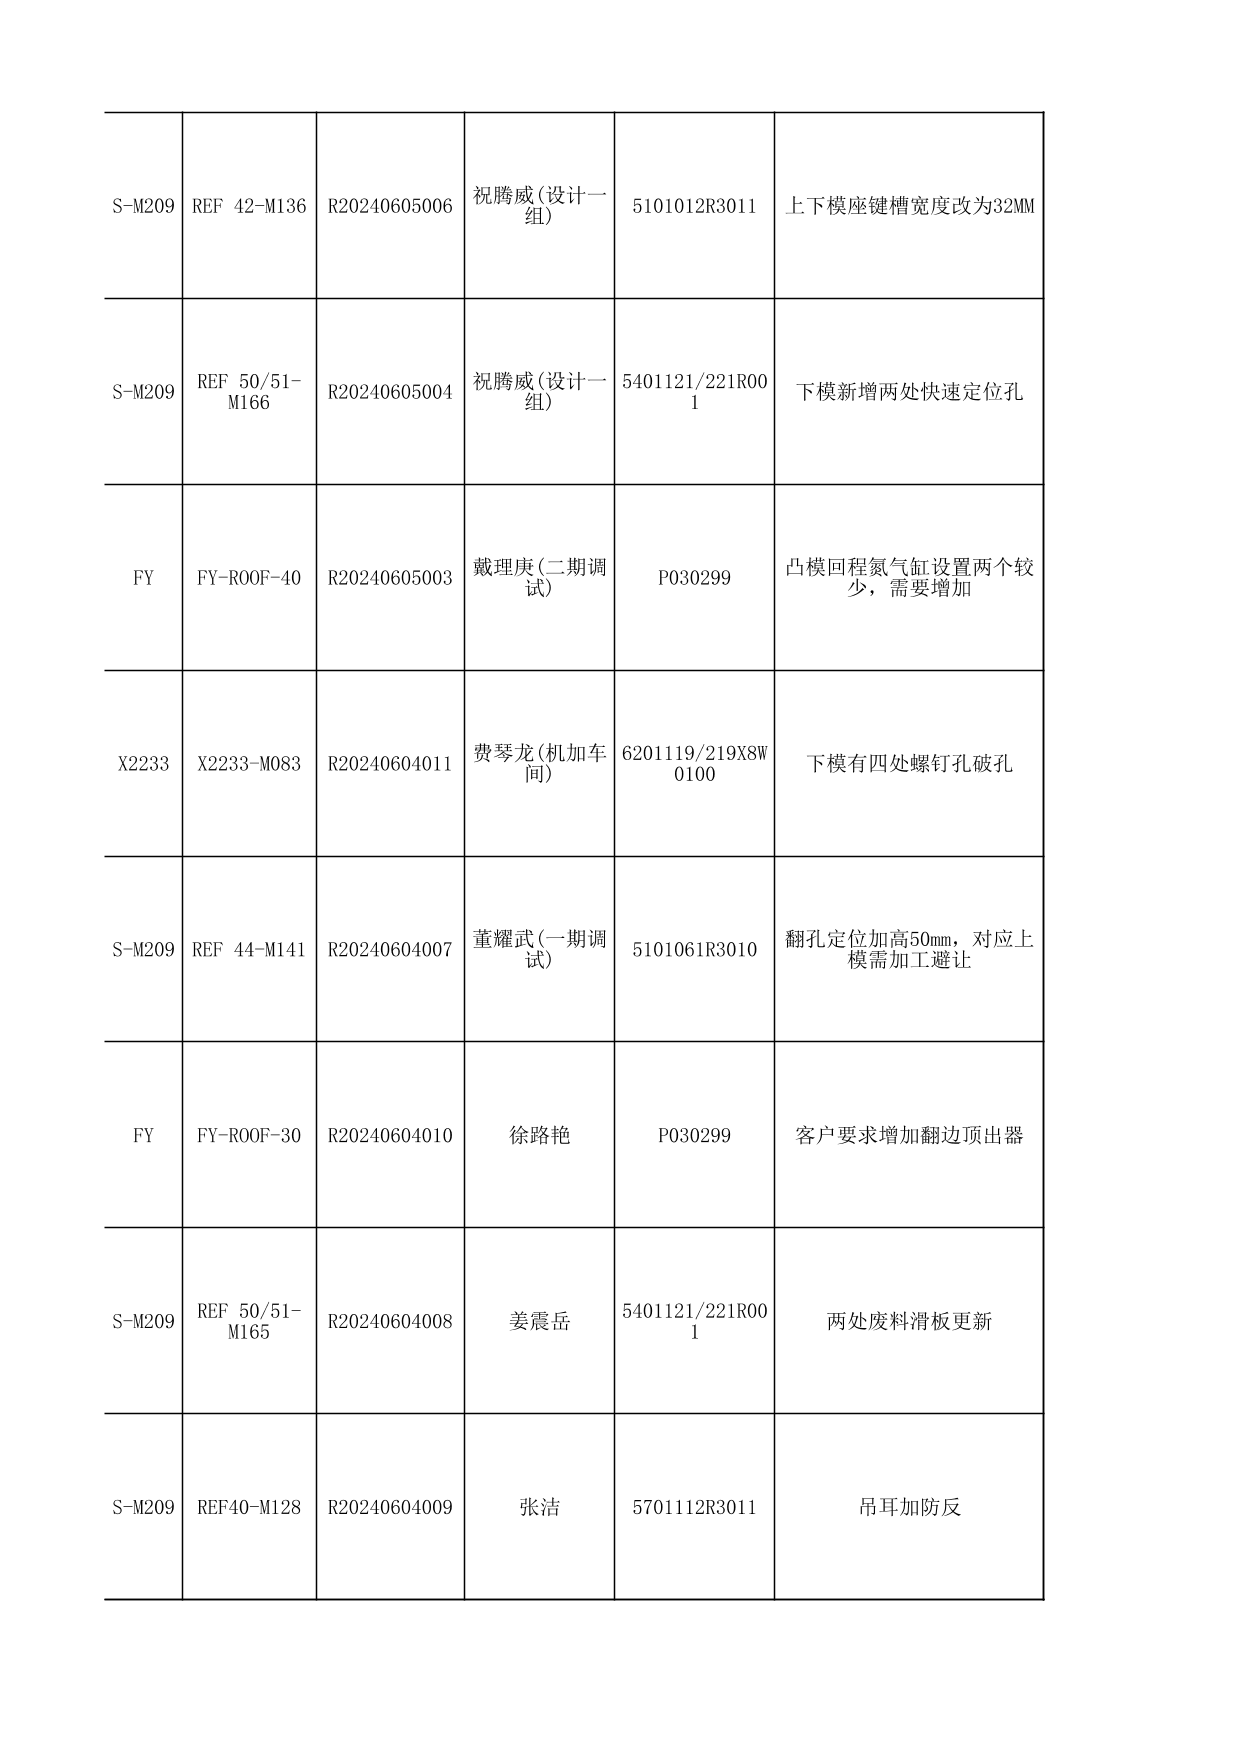 S-M209 REF 42-M136 R20240605006 祝腾威(设计一
组) 5101012R3011 上下模座键槽宽度改为32MM
S-M209 REF 50/51-
M166 R20240605004 祝腾威(设计一
组) 5401121/221R00
1 下模新增两处快速定位孔
FY FY-ROOF-40 R20240605003 戴理庚(二期调
试) P030299 凸模回程氮气缸设置两个较
少，需要增加
X2233 X2233-M083 R20240604011 费琴龙(机加车
间) 6201119/219X8W
0100 下模有四处螺钉孔破孔
S-M209 REF 44-M141 R20240604007 董耀武(一期调
试) 5101061R3010 翻孔定位加高50mm，对应上
模需加工避让
FY FY-ROOF-30 R20240604010 徐路艳 P030299 客户要求增加翻边顶出器
S-M209 REF 50/51-
M165 R20240604008 姜震岳 5401121/221R00
1 两处废料滑板更新
S-M209 REF40-M128 R20240604009 张洁 5701112R3011 吊耳加防反